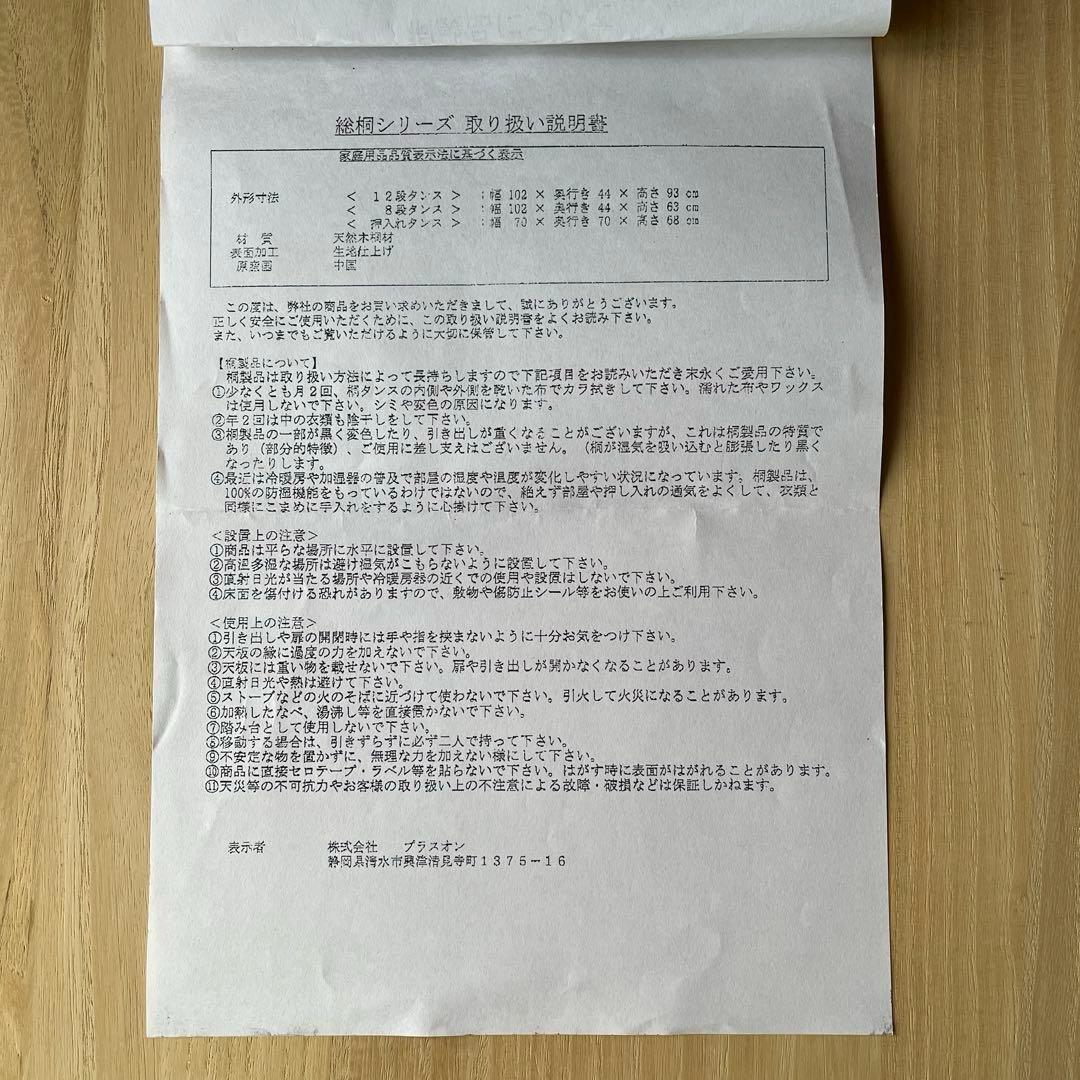 総桐シリーズ 取り扱い説明書
家庭用品品質表示法に基づく表示
外形寸法 < 12段タンス > :幅 102 × 奥行き 44 × 高さ 93 cm
< 8段タンス > :幅 102 × 奥行き 44 × 高さ 63 cm
< 押入れタンス > :幅 70 × 奥行き 70 × 高さ 68 cm
材 質 天然木桐材
表面加工 生地仕上げ
原産国 中国
この度は、弊社の商品をお買い求めいただきまして、誠にありがとうございます。
正しく安全にご使用いただくために、この取り扱い説明書をよくお読み下さい。
また、いつまでもご覧いただけるように大切に保管して下さい。
【桐製品について】
桐製品は取り扱い方法によって長持ちしますので下記項目をお読みいただき末永くご愛用下さい。
①少なくとも月2回、桐タンスの内側や外側を乾いた布でカラ拭きして下さい。濡れた布やワックス
は使用しないで下さい。シミや変色の原因になります。
②年2回は中の衣類も陰干しをして下さい。
③桐製品の一部が黒く変色したり、引き出しが重くなることがございますが、これは桐製品の特質で
あり(部分的特徴)、ご使用に差し支えはございません。(桐が湿気を吸い込むと膨張したり黒く
なったりします。
④最近は冷暖房や加湿器の普及で部屋の湿度や温度が変化しやすい状況になっています。桐製品は、
100%の防湿機能をもっているわけではないので、絶えず部屋や押し入れの通気をよくして、衣類と
同様にこまめに手入れをするように心掛けて下さい。
<設置上の注意>
①商品は平らな場所に水平に設置して下さい。
②高温多湿な場所は避け湿気がこもらないように設置して下さい。
③直射日光が当たる場所や冷暖房器の近くでの使用や設置はしないで下さい。
④床面を傷付ける恐れがありますので、敷物や傷防止シール等をお使いの上ご利用下さい。
<使用上の注意>
①引き出しや扉の開閉時には手や指を挟まないように十分お気をつけ下さい。
②天板の縁に過度の力を加えないで下さい。
③天板には重い物を載せないで下さい。扉や引き出しが開かなくなることがあります。
④直射日光や熱は避けて下さい。
⑤ストーブなどの火のそばに近づけて使わないで下さい。引火して火災になることがあります。
⑥加熱したなべ、湯沸し等を直接置かないで下さい。
⑦踏み台として使用しないで下さい。
⑧移動する場合は、引きずらずに必ず二人で持って下さい。
⑨不安定な物を置かずに、無理な力を加えない様にして下さい。
⑩商品に直接セロテープ・ラベル等を貼らないで下さい。はがす時に表面がはがれることがあります。
⑪天災等の不可抗力やお客様の取り扱い上の不注意による故障・破損などは保証しかねます。
表示者 株式会社 プラスオン
静岡県清水市興津清見寺町1375-16